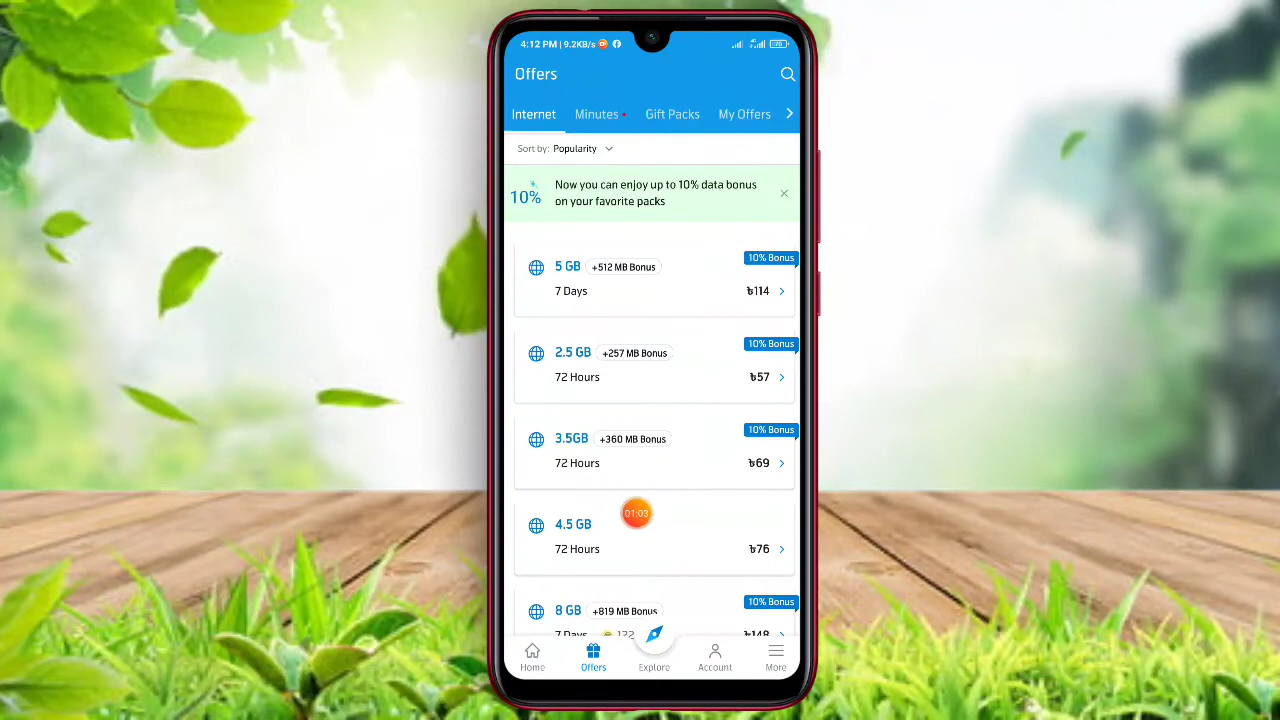 4:12 PM | 9.2KB/s
Offers
Internet Minutes Gift Packs My Offers
Sort by: Popularity
10%
Now you can enjoy up to 10% data bonus
on your favorite packs
10% Bonus
5 GB +512 MB Bonus
7 Days ৳114
10% Bonus
2.5 GB +257 MB Bonus
72 Hours ৳57
10% Bonus
3.5GB +360 MB Bonus
72 Hours ৳69
01:03
4.5 GB
72 Hours ৳76
10% Bonus
8 GB +819 MB Bonus
7 Days 122 ৳148
Home Offers Explore Account More